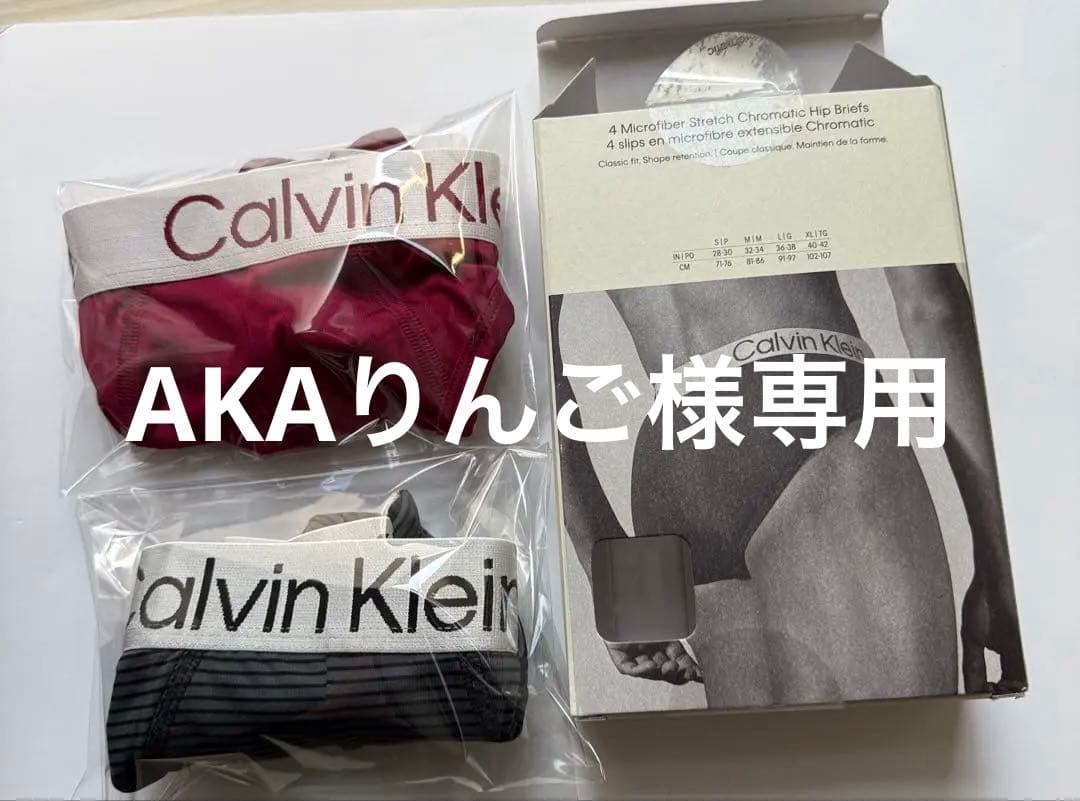 4 Microfiber Stretch Chromatic Hip Briefs
4 slips en microfibre extensible Chromatic
Classic fit. Shape retention. | Coupe classique. Maintien de la forme.
S|P M|M L|G XL|TG
IN|PO 28-30 32-34 36-38 40-42
CM 71-76 81-86 91-97 102-107
Calvin Kle
Calvin Klein
AKAりんご様専用
Calvin Klein